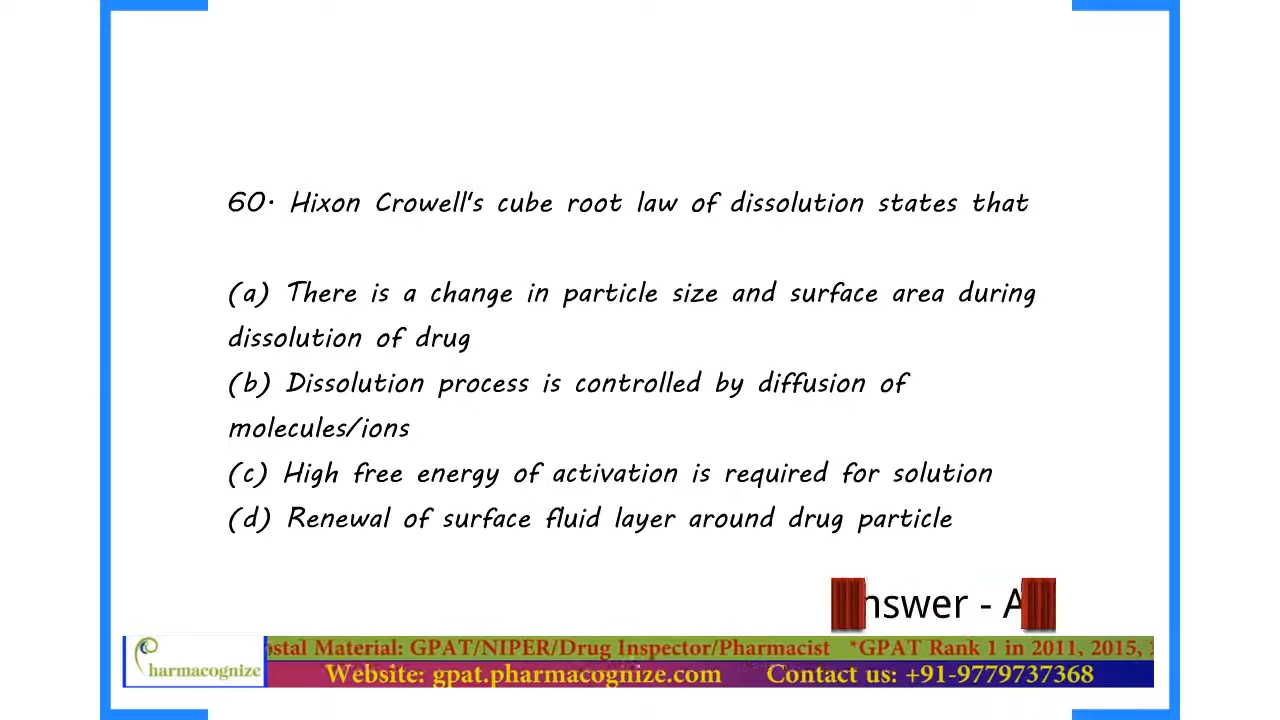 60. Hixon Crowell's cube root law of dissolution states that
(a) There is a change in particle size and surface area during
dissolution of drug
(b) Dissolution process is controlled by diffusion of
molecules/ions
(c) High free energy of activation is required for solution
(d) Renewal of surface fluid layer around drug particle
nswer - A
harmacognize
ostal Material: GPAT/NIPER/Drug Inspector/Pharmacist *GPAT Rank 1 in 2011, 2015,
Website: gpat.pharmacognize.com Contact us: +91-9779737368